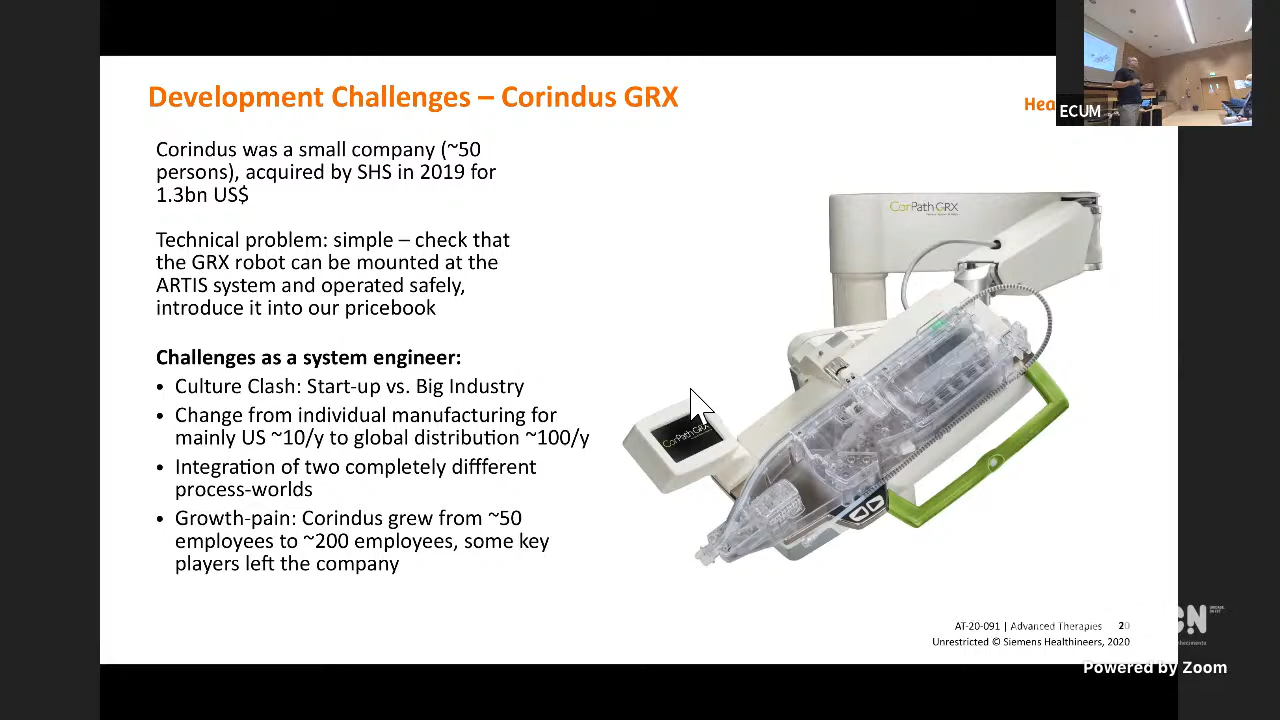 Development Challenges – Corindus GRX
Hea
ECUM
Corindus was a small company (~50
persons), acquired by SHS in 2019 for
1.3bn US$
Technical problem: simple – check that
the GRX robot can be mounted at the
ARTIS system and operated safely,
introduce it into our pricebook
Challenges as a system engineer:
• Culture Clash: Start-up vs. Big Industry
• Change from individual manufacturing for
mainly US ~10/y to global distribution ~100/y
• Integration of two completely diffferent
process-worlds
• Growth-pain: Corindus grew from ~50
employees to ~200 employees, some key
players left the company
CorPath GRX
CorPath GRX
AT-20-091 | Advanced Therapies 20
Unrestricted © Siemens Healthineers, 2020
Powered by Zoom